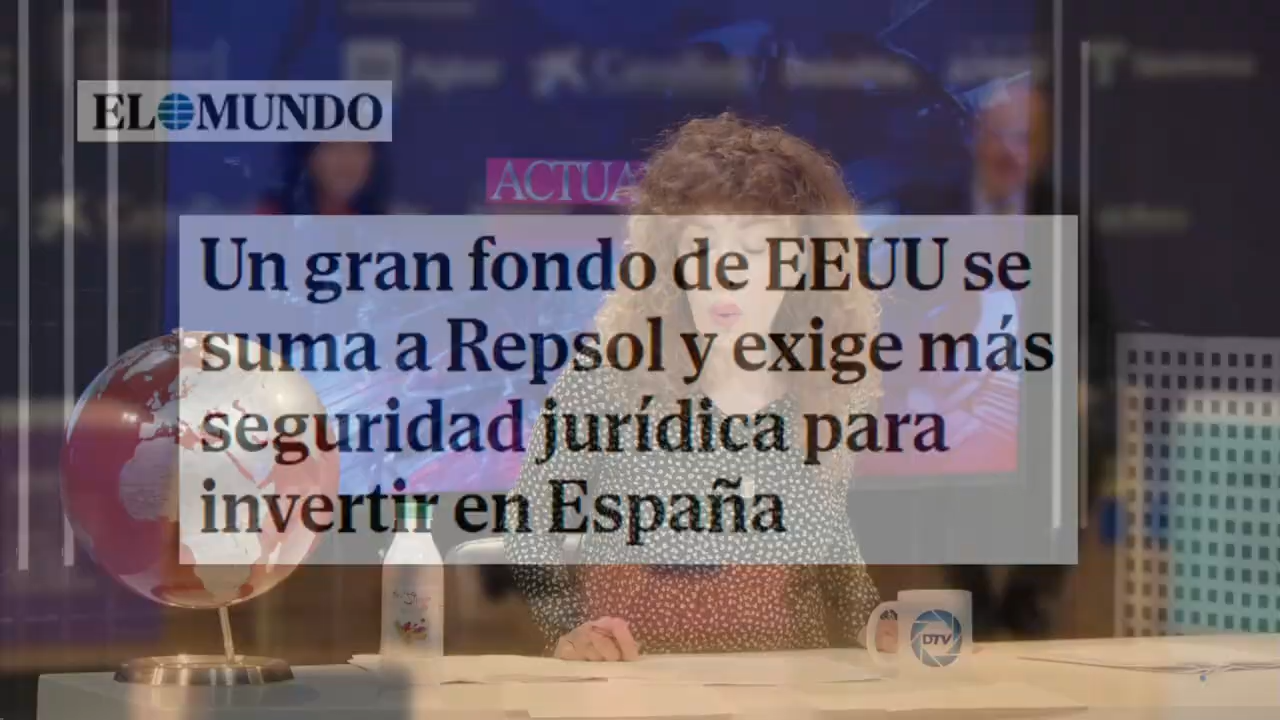 EL MUNDO
ACTUA
Un gran fondo de EEUU se
suma a Repsol y exige más
seguridad jurídica para
invertir en España
DTV